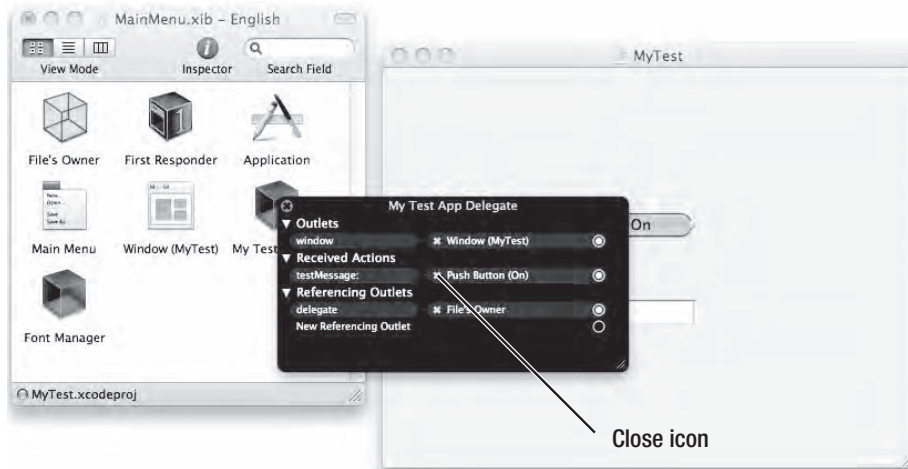 MainMenu.xib – English
View Mode
Inspector
Search Field
File's Owner
First Responder
Application
Main Menu
Window (MyTest)
My Test
Font Manager
MyTest.xcodeproj
MyTest
On
My Test App Delegate
Outlets
window
Window (MyTest)
Received Actions
testMessage:
Push Button (On)
Referencing Outlets
delegate
File's Owner
New Referencing Outlet
Close icon